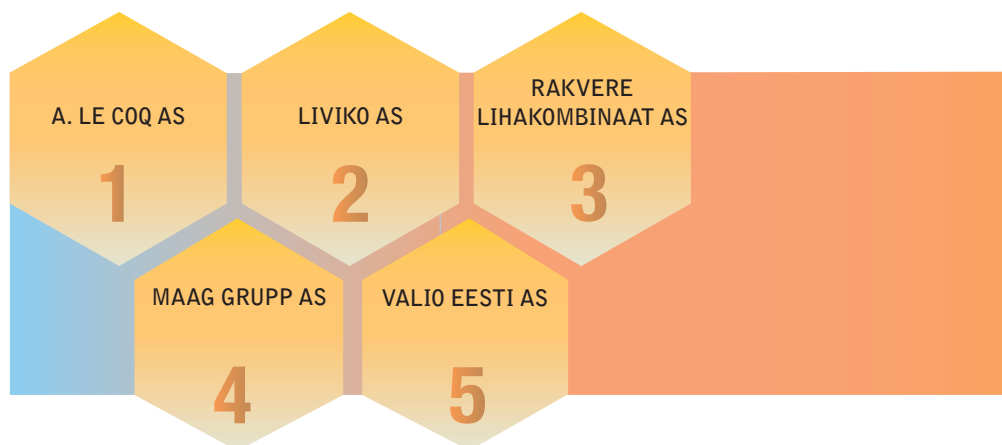 A. LE COQ AS
1
LIVIKO AS
2
RAKVERE
LIHAKOMBINAAT AS
3
MAAG GRUPP AS
4
VALIO EESTI AS
5